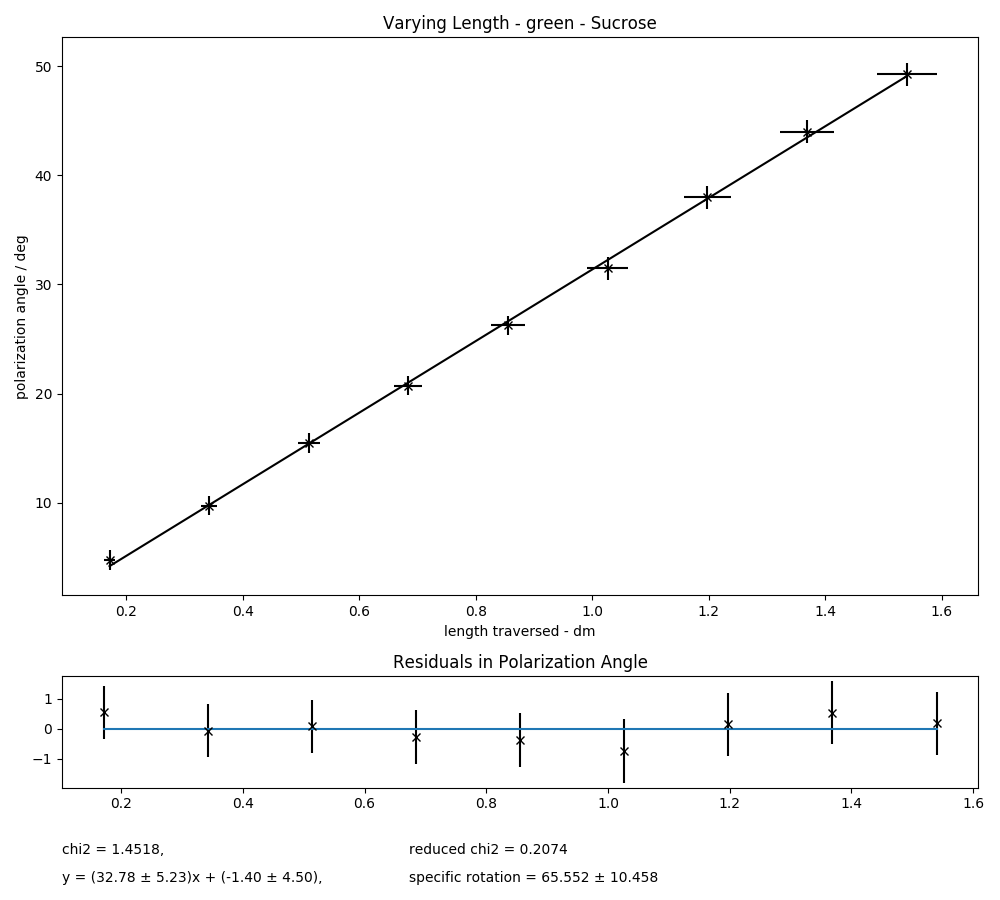 Varying Length - green - Sucrose
polarization angle / deg
50
40
30
20
10
0.2 0.4 0.6 0.8 1.0 1.2 1.4 1.6
length traversed - dm
Residuals in Polarization Angle
1
0
−1
0.2 0.4 0.6 0.8 1.0 1.2 1.4 1.6
chi2 = 1.4518, reduced chi2 = 0.2074
y = (32.78 ± 5.23)x + (-1.40 ± 4.50), specific rotation = 65.552 ± 10.458